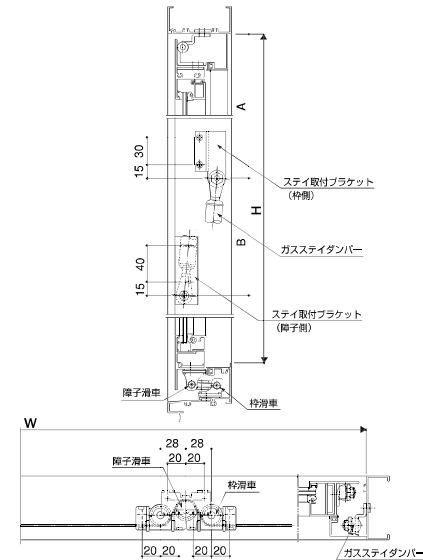 A
30
15
ステイ取付ブラケット
（枠側）
H
ガスステイダンパー
B
40
15
ステイ取付ブラケット
（障子側）
障子滑車
枠滑車
W
28 28
障子滑車
20 20
枠滑車
20 20
20 20
ガスステイダンパー